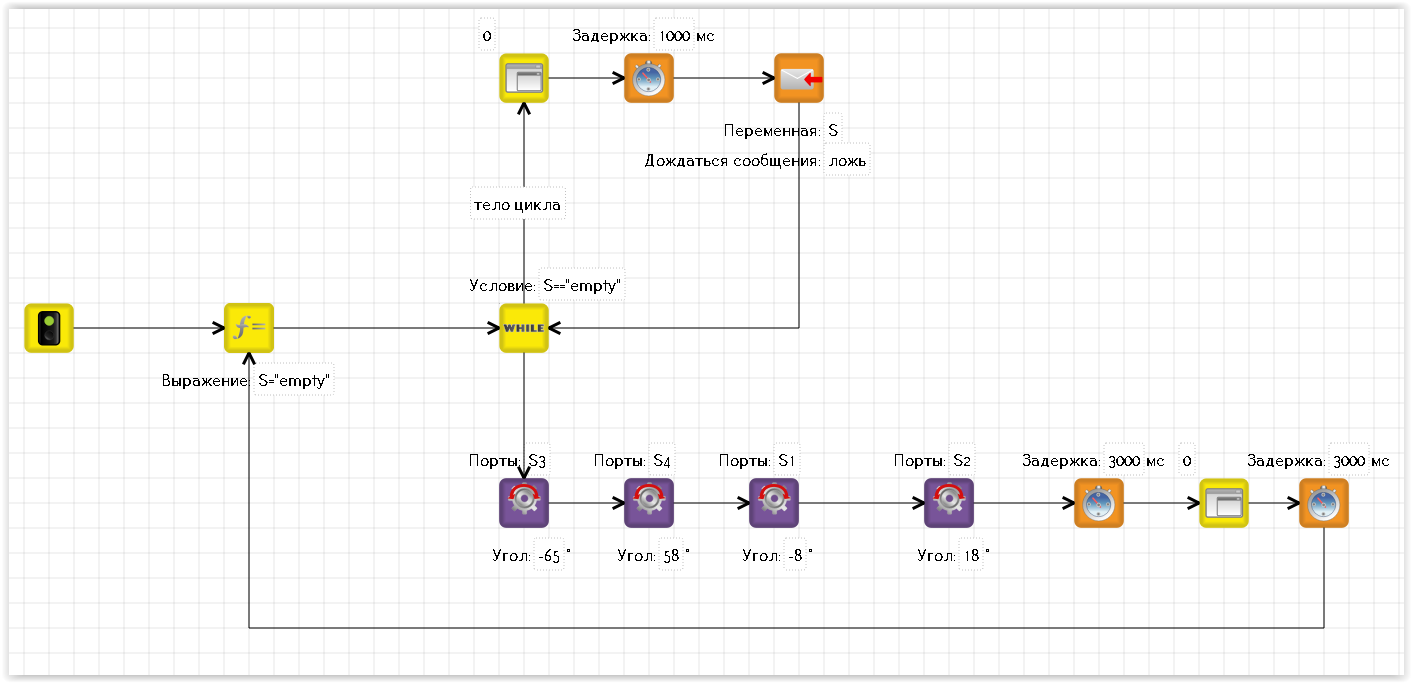 0
Задержка: 1000 мс
Переменная: S
Дождаться сообщения: ложь
тело цикла
Условие: S=="empty"
f=
WHILE
Выражение: S="empty"
Порты: S3
Порты: S4
Порты: S1
Порты: S2
Задержка: 3000 мс
0
Задержка: 3000 мс
Угол: -65 °
Угол: 58 °
Угол: -8 °
Угол: 18 °